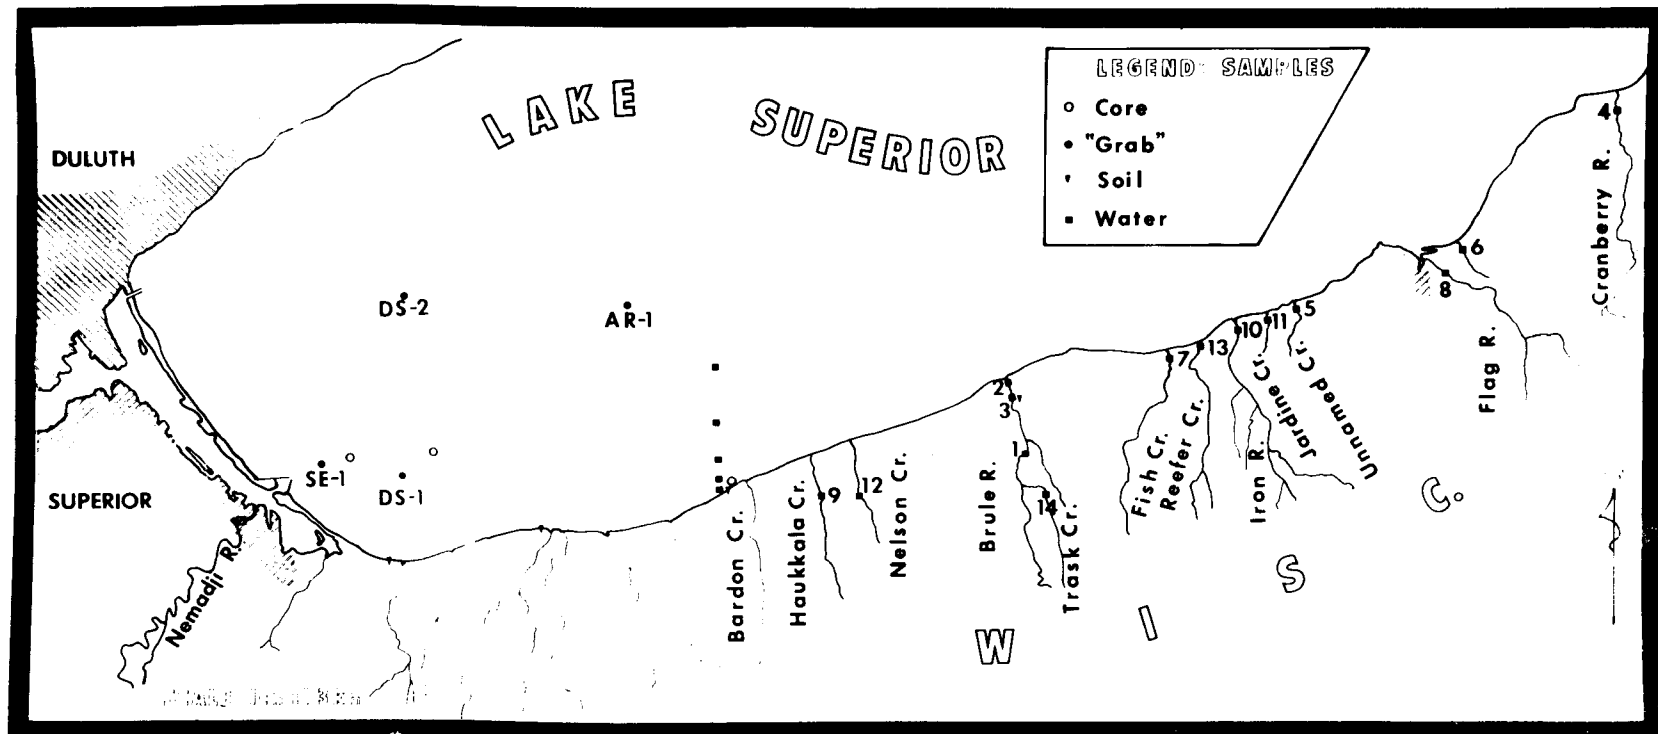 LAKE SUPERIOR
LEGEND: SAMPLES
Core
"Grab"
Soil
Water
DULUTH
SUPERIOR
DS-2
AR-1
SE-1
DS-1
Nemadji R.
Bardon Cr.
Haukkala Cr.
9
12
Nelson Cr.
Brule R.
2
3
1
14
Trask Cr.
Fish Cr.
7
Reefer Cr.
13
Iron R.
10
Jardine Cr.
11
Unnamed Cr.
5
Flag R.
8
6
Cranberry R.
4
WISC.